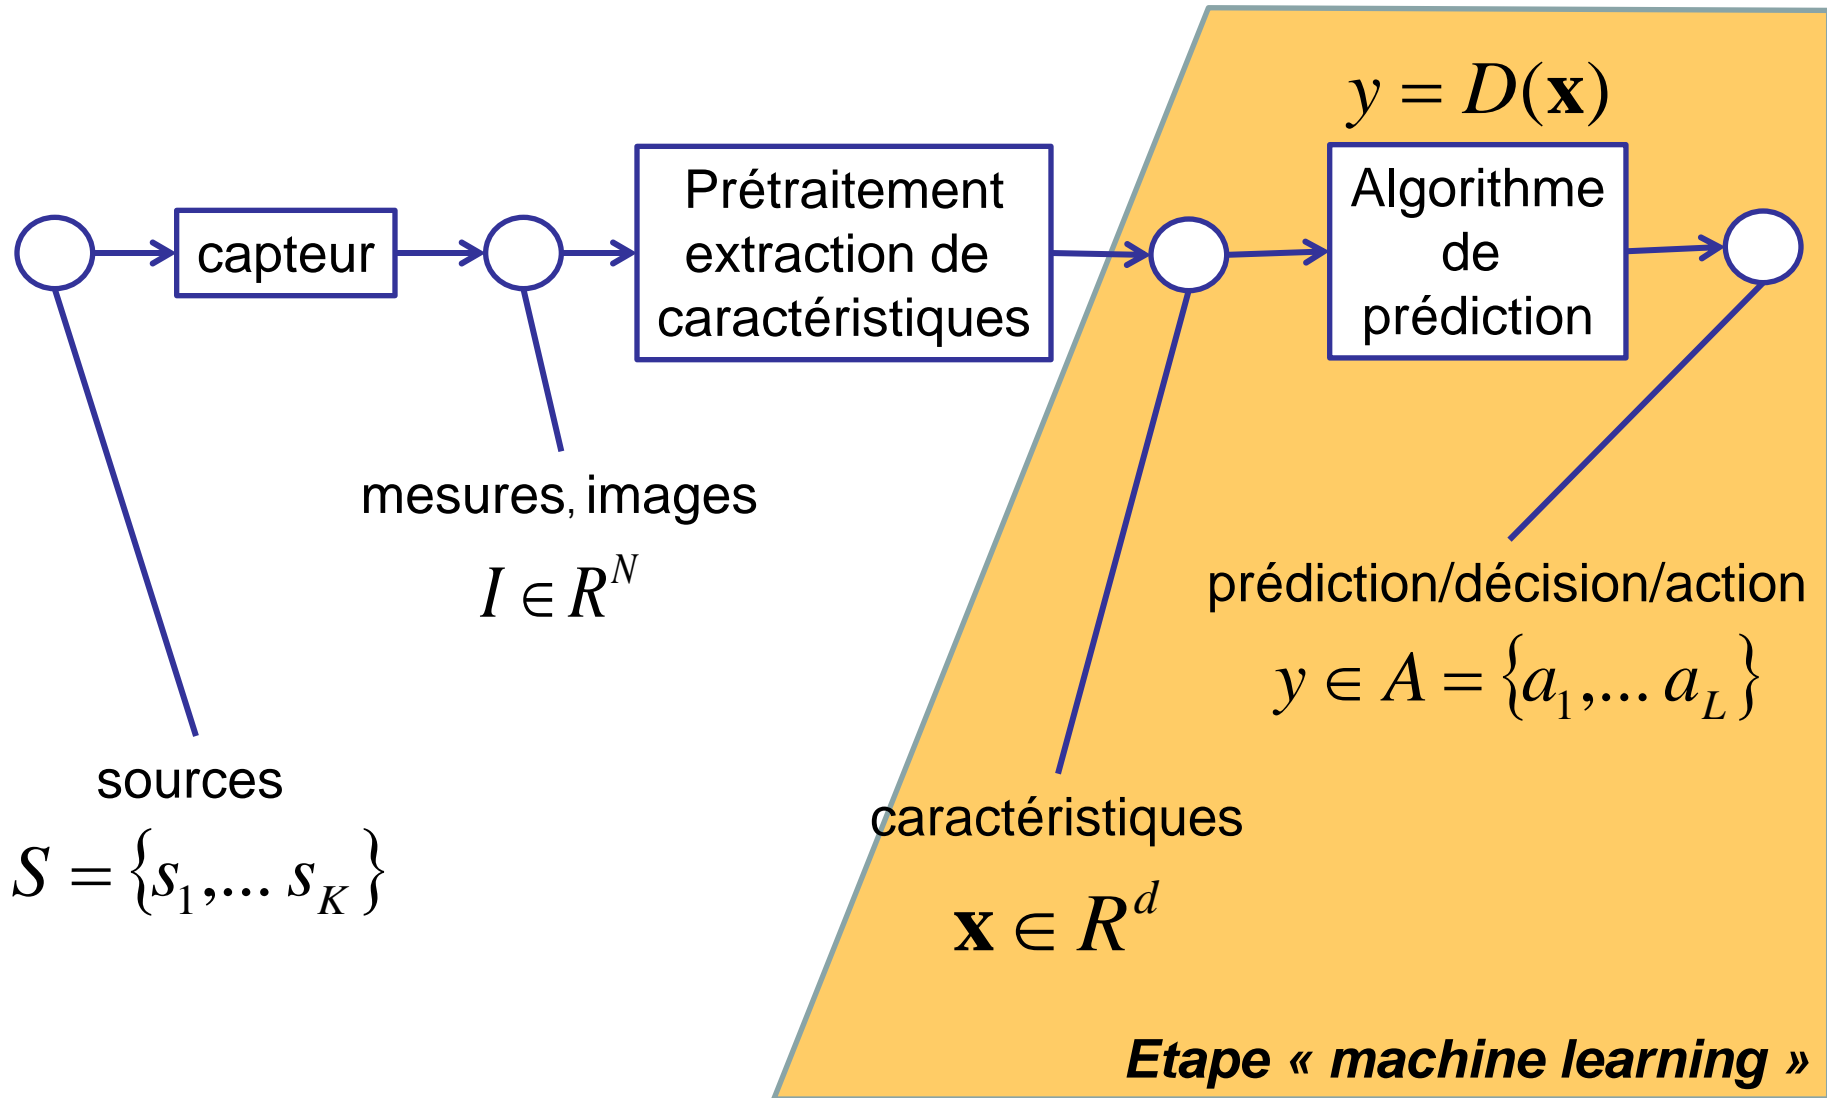 y = D(x)
capteur
Prétraitement
extraction de
caractéristiques
Algorithme
de
prédiction
mesures, images
I ∈ R^N
prédiction/décision/action
y ∈ A = {a_1,... a_L}
sources
S = {s_1,... s_K}
caractéristiques
x ∈ R^d
Etape « machine learning »